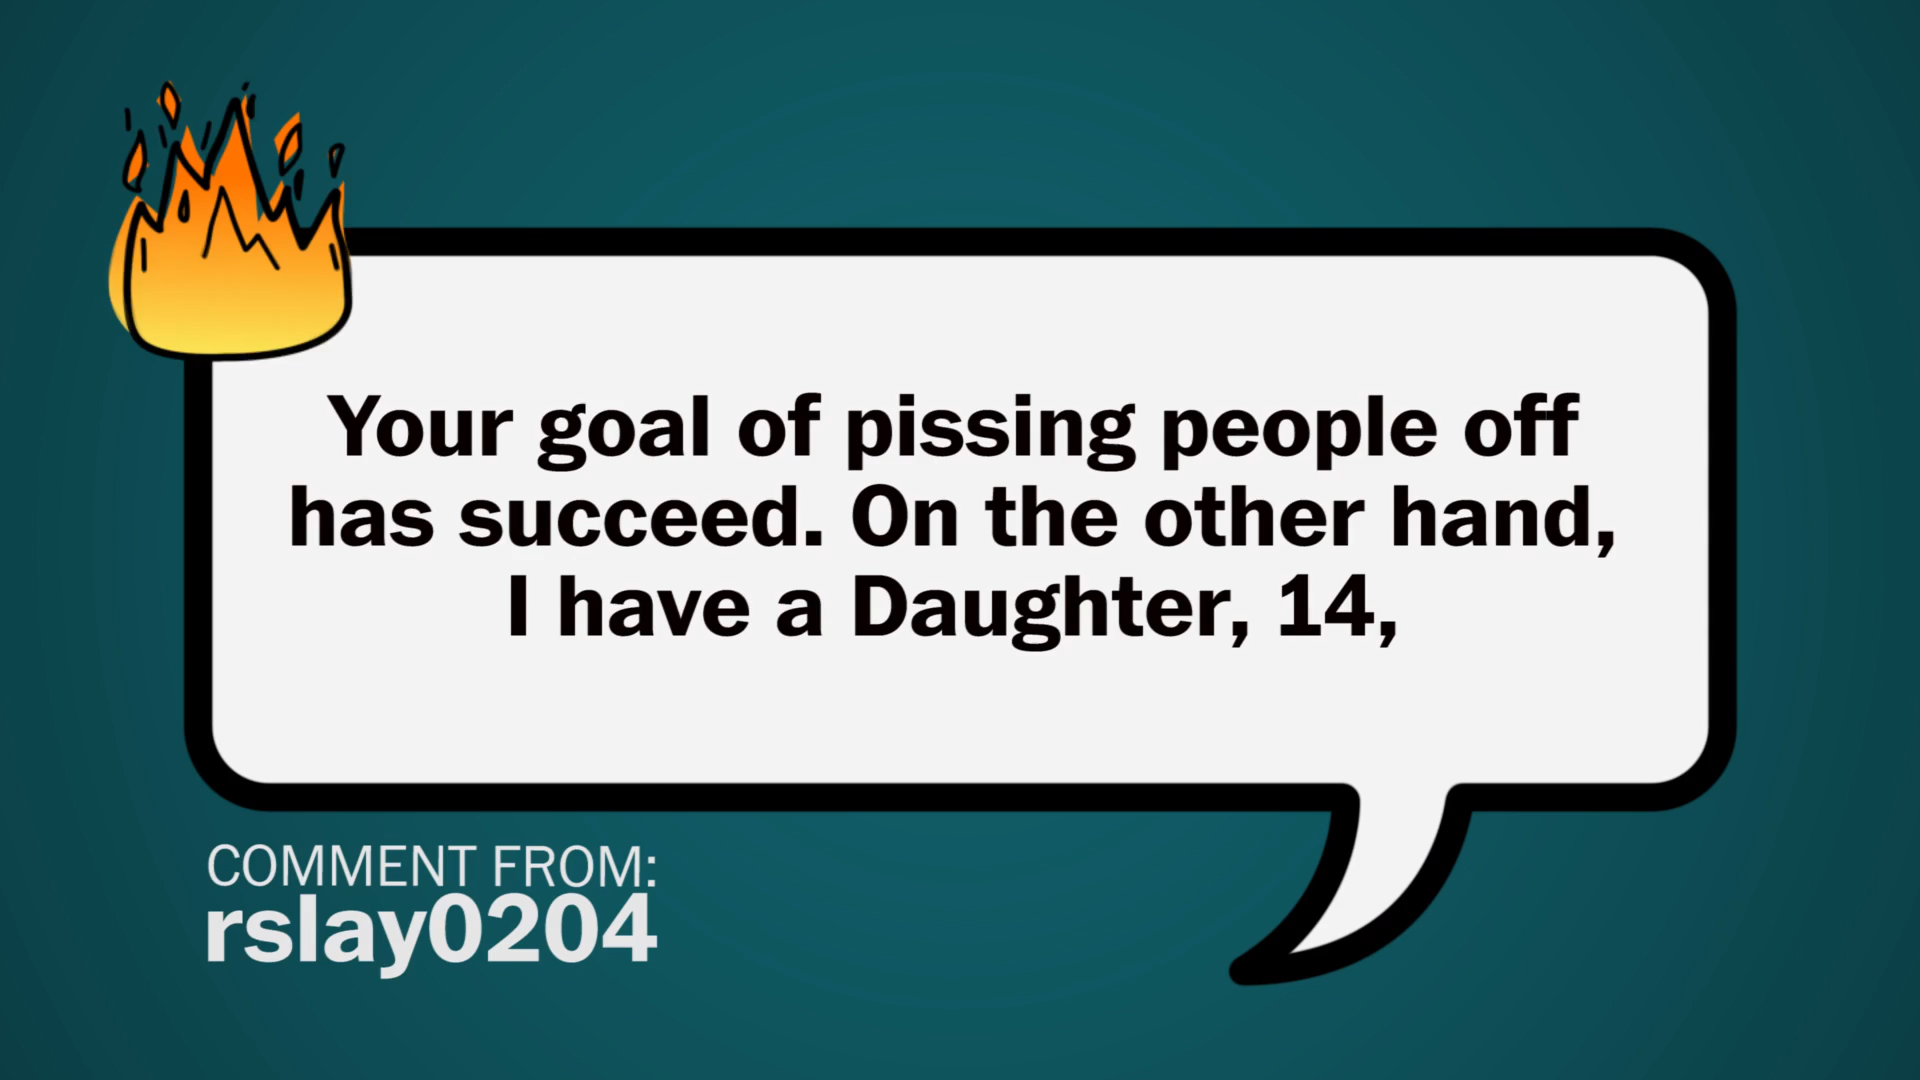 Your goal of pissing people off
has succeed. On the other hand,
I have a Daughter, 14,
COMMENT FROM:
rslay0204